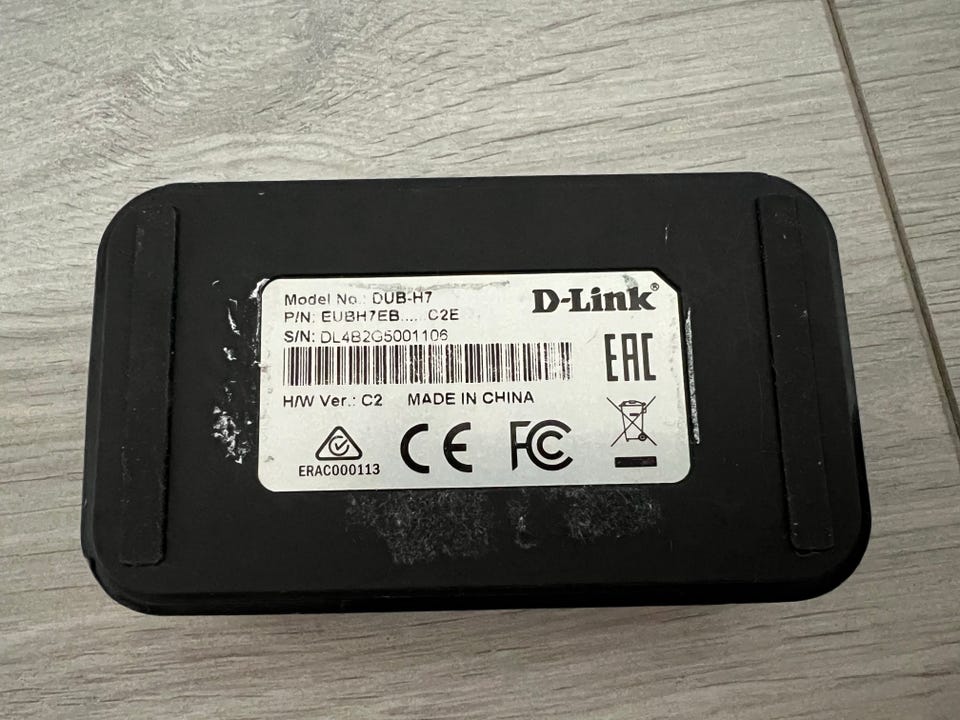 Model No.: DUB-H7
D-Link®
P/N: EUBH7EB.....C2E
S/N: DL4B2G5001106
EAC
H/W Ver.: C2 MADE IN CHINA
ERAC000113
CE
FC